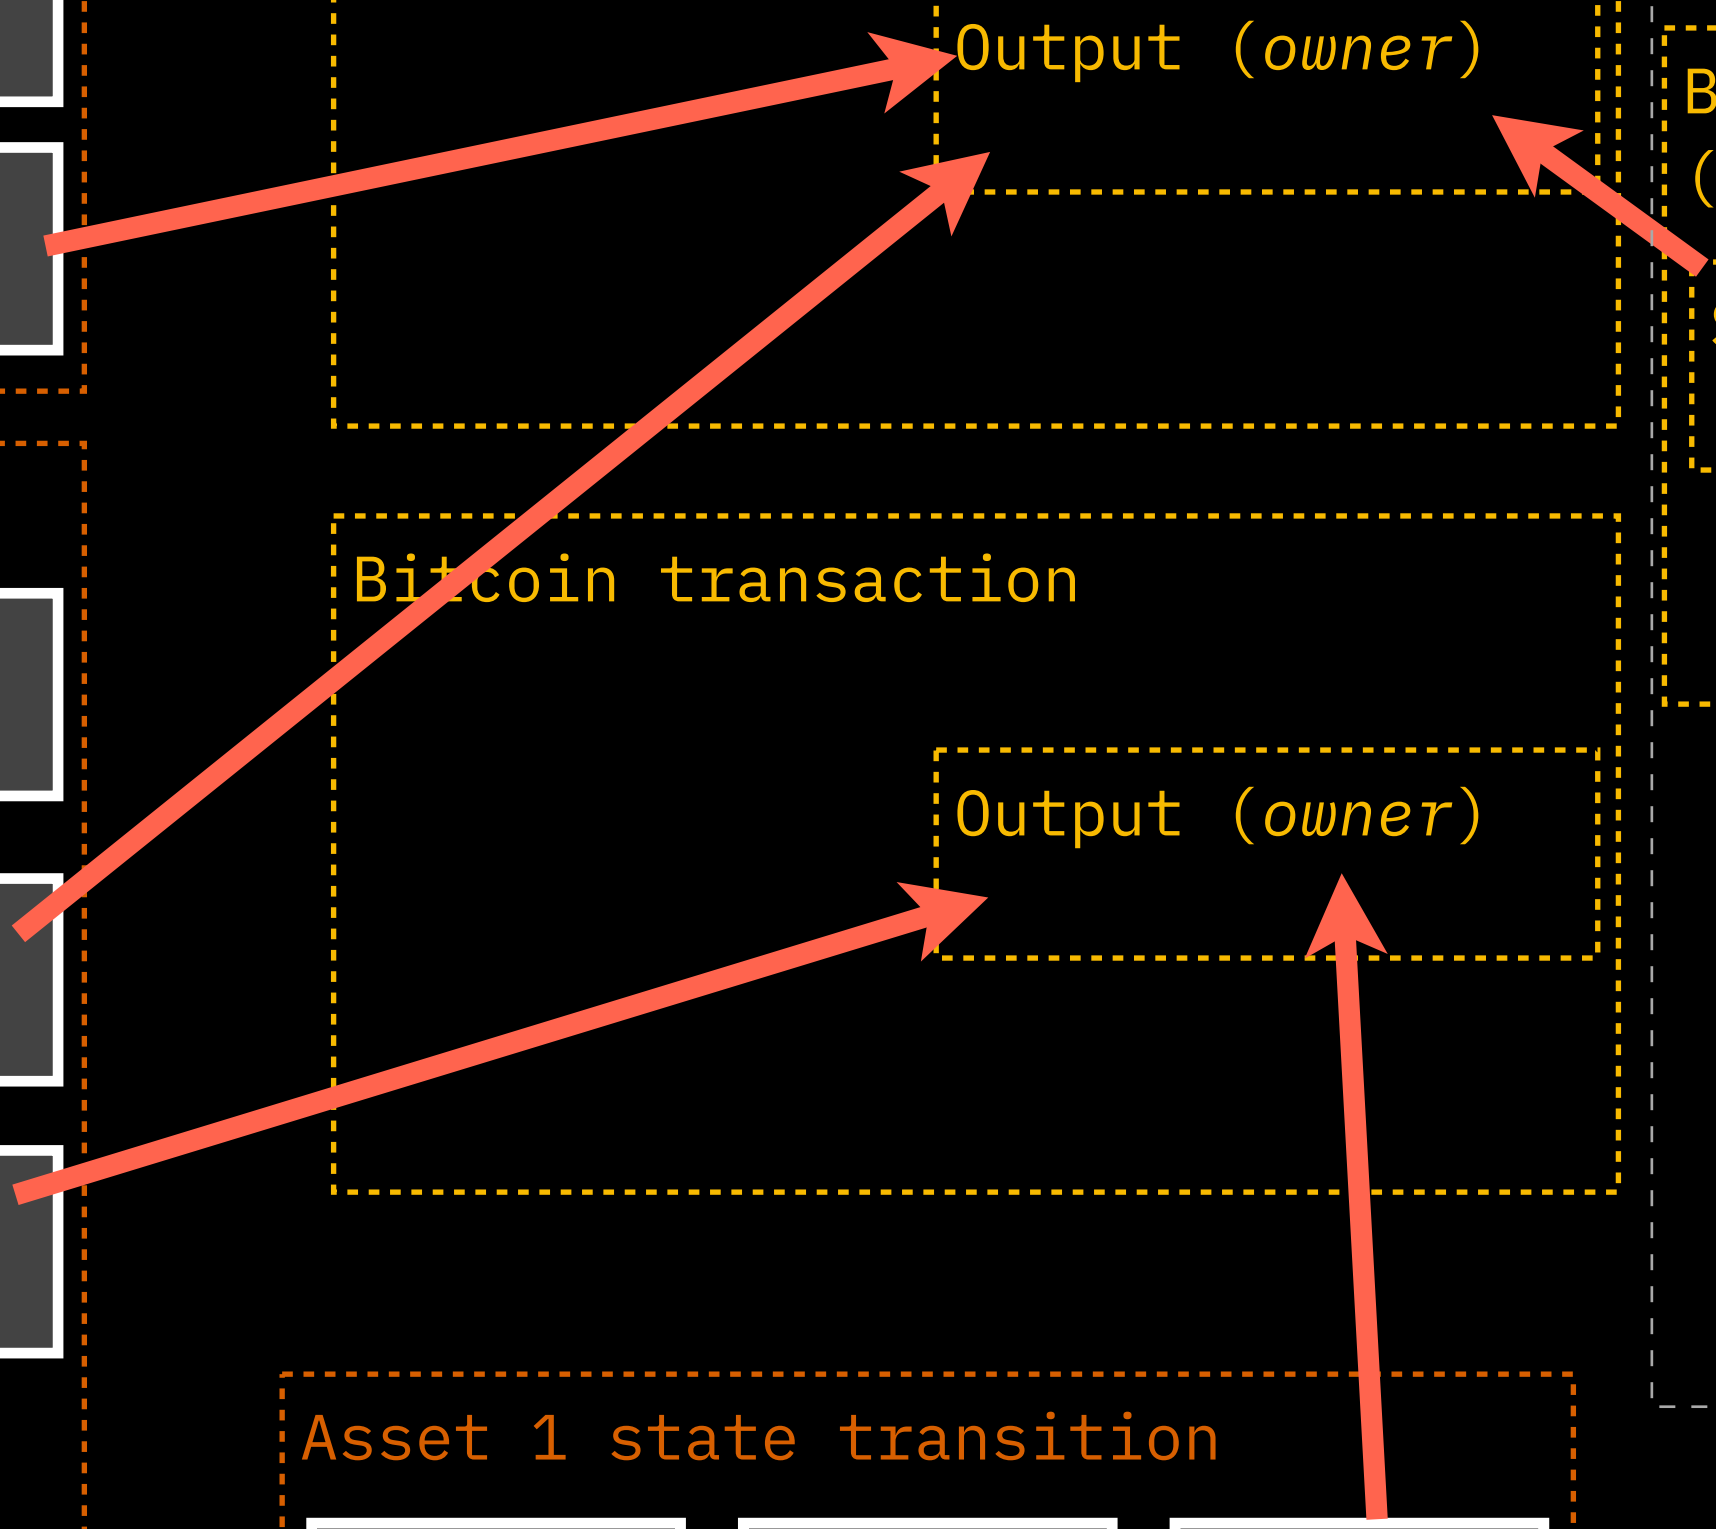 Output (owner)
B
(
Bitcoin transaction
Output (owner)
Asset 1 state transition